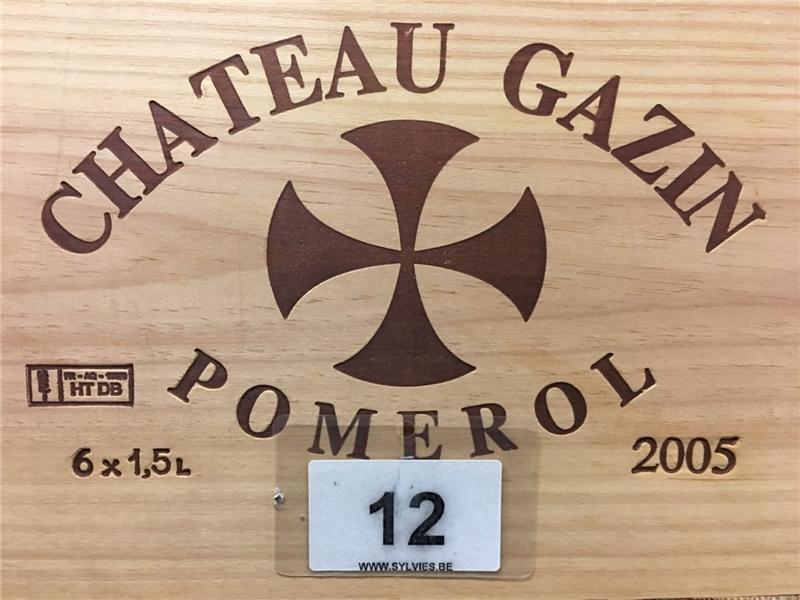 CHATEAU GAZIN
HT DB
POMEROL
6 x 1,5 L
2005
12
WWW.SYLVIES.BE